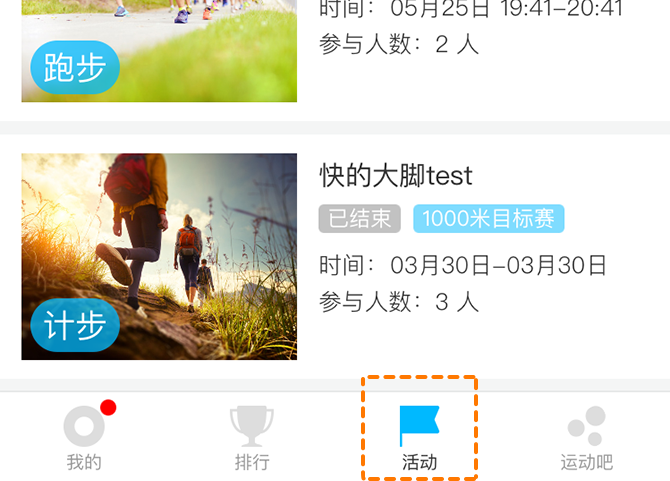 时间：05月25日 19:41-20:41
参与人数：2 人
跑步
快的大脚test
已结束 1000米目标赛
时间：03月30日-03月30日
参与人数：3 人
计步
我的 排行 活动 运动吧